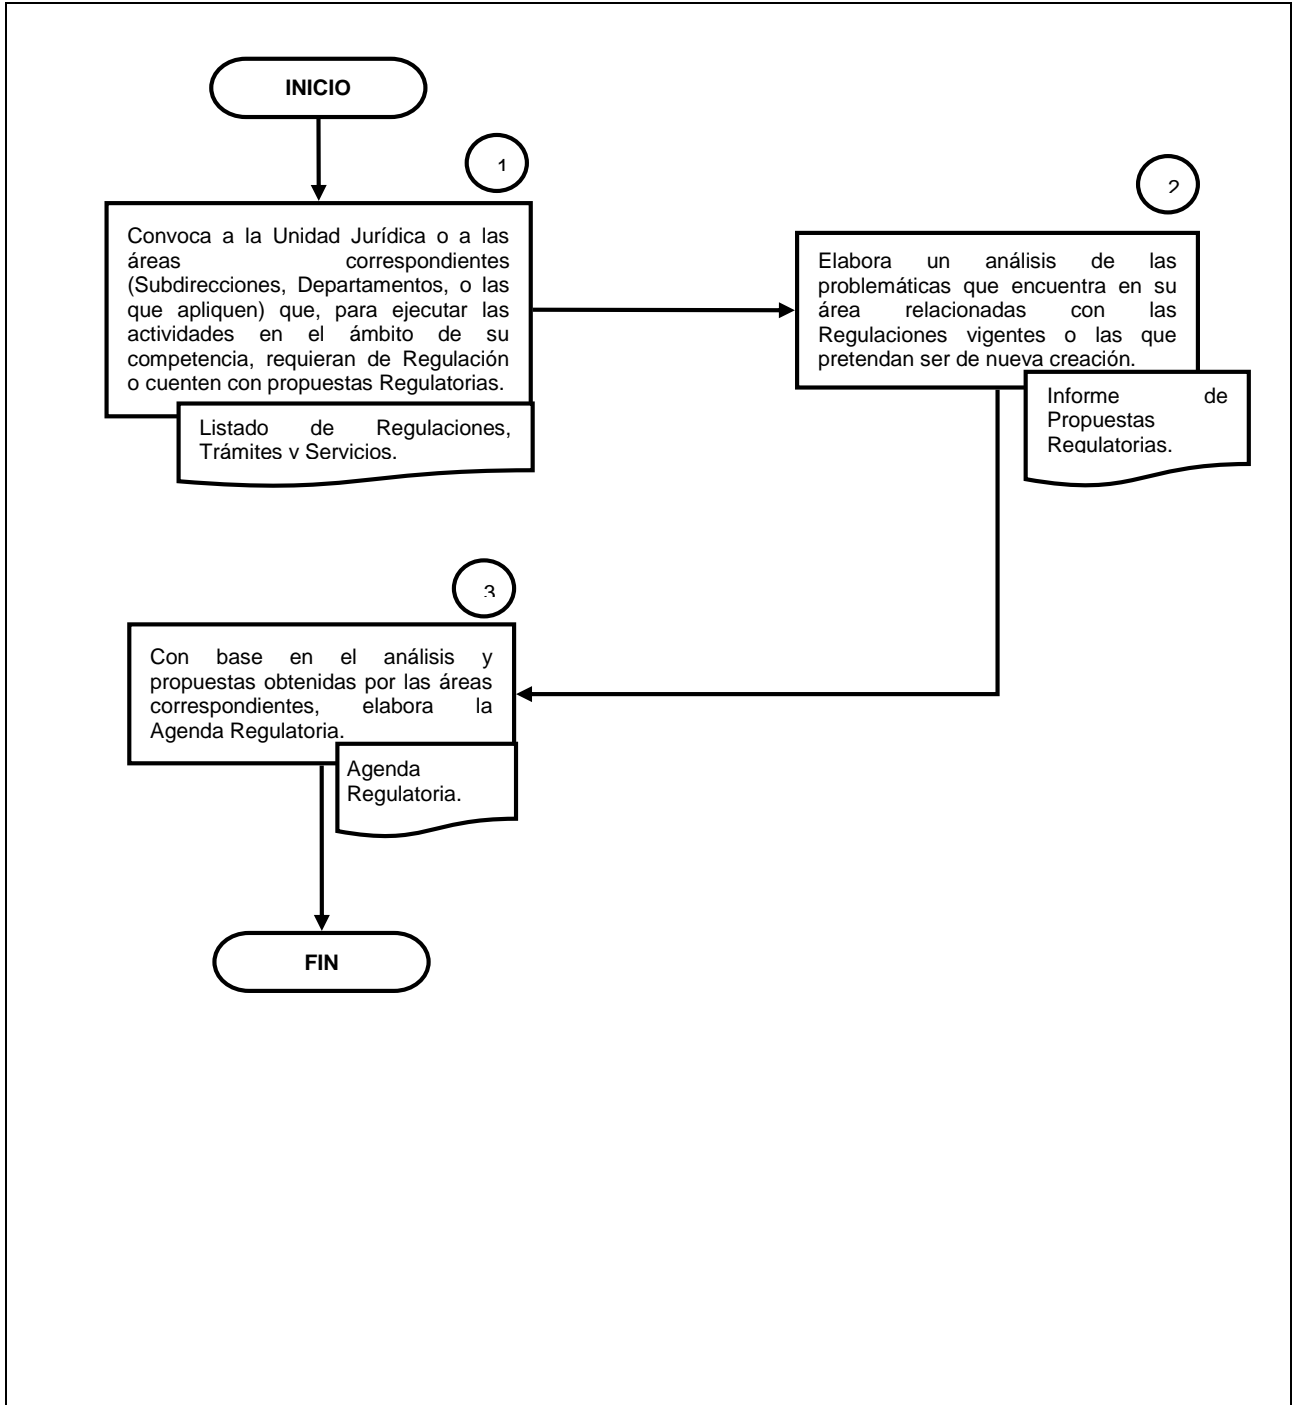 INICIO
1
Convoca a la Unidad Jurídica o a las
áreas correspondientes
(Subdirecciones, Departamentos, o las
que apliquen) que, para ejecutar las
actividades en el ámbito de su
competencia, requieran de Regulación
o cuenten con propuestas Regulatorias.
Listado de Regulaciones,
Trámites y Servicios.
2
Elabora un análisis de las
problemáticas que encuentra en su
área relacionadas con las
Regulaciones vigentes o las que
pretendan ser de nueva creación.
Informe de
Propuestas
Regulatorias.
3
Con base en el análisis y
propuestas obtenidas por las áreas
correspondientes, elabora la
Agenda Regulatoria.
Agenda
Regulatoria.
FIN